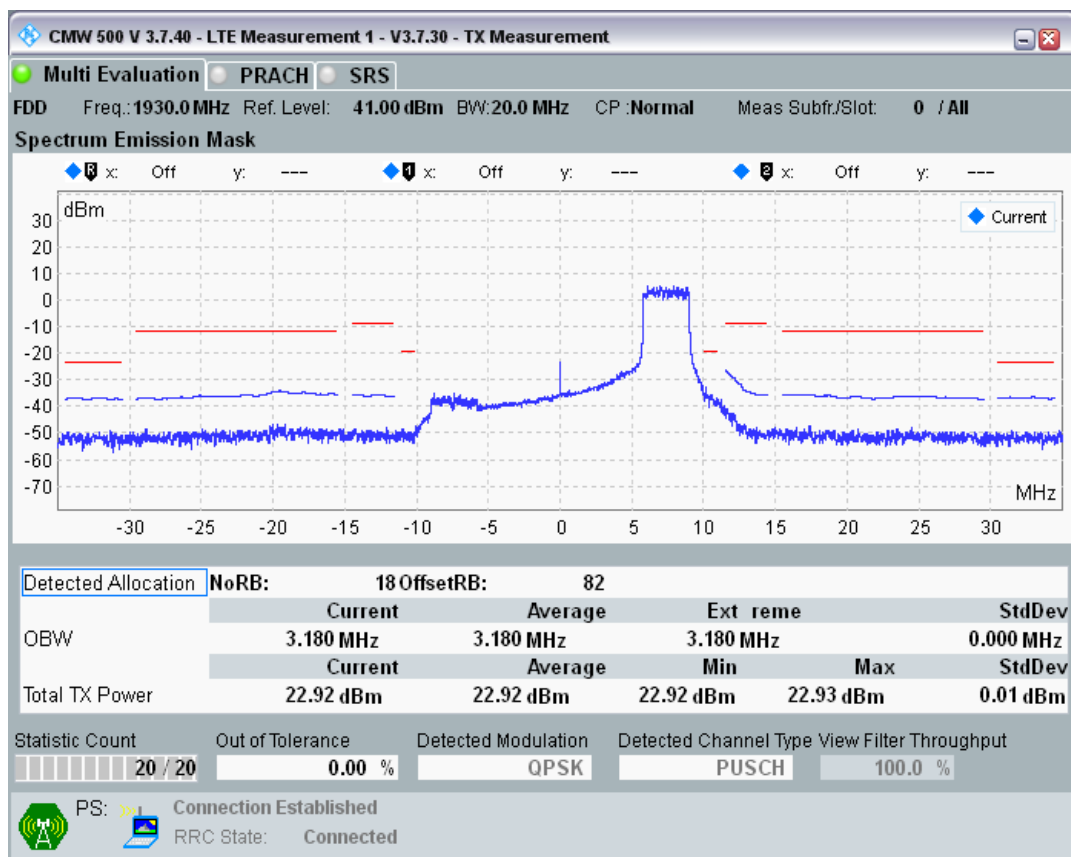 CMW 500 V 3.7.40 - LTE Measurement 1 - V3.7.30 - TX Measurement
Multi Evaluation PRACH SRS
FDD Freq.: 1930.0 MHz Ref. Level: 41.00 dBm BW: 20.0 MHz CP : Normal Meas Subfr./Slot: 0 / All
Spectrum Emission Mask
R x: Off y: --- 1 x: Off y: --- 2 x: Off y: ---
dBm
Current
30
20
10
0
-10
-20
-30
-40
-50
-60
-70
MHz
-30 -25 -20 -15 -10 -5 0 5 10 15 20 25 30
Detected Allocation NoRB: 18 OffsetRB: 82
Current Average Ext reme StdDev
OBW 3.180 MHz 3.180 MHz 3.180 MHz 0.000 MHz
Current Average Min Max StdDev
Total TX Power 22.92 dBm 22.92 dBm 22.92 dBm 22.93 dBm 0.01 dBm
Statistic Count Out of Tolerance Detected Modulation Detected Channel Type View Filter Throughput
20 / 20 0.00 % QPSK PUSCH 100.0 %
PS: Connection Established
RRC State: Connected